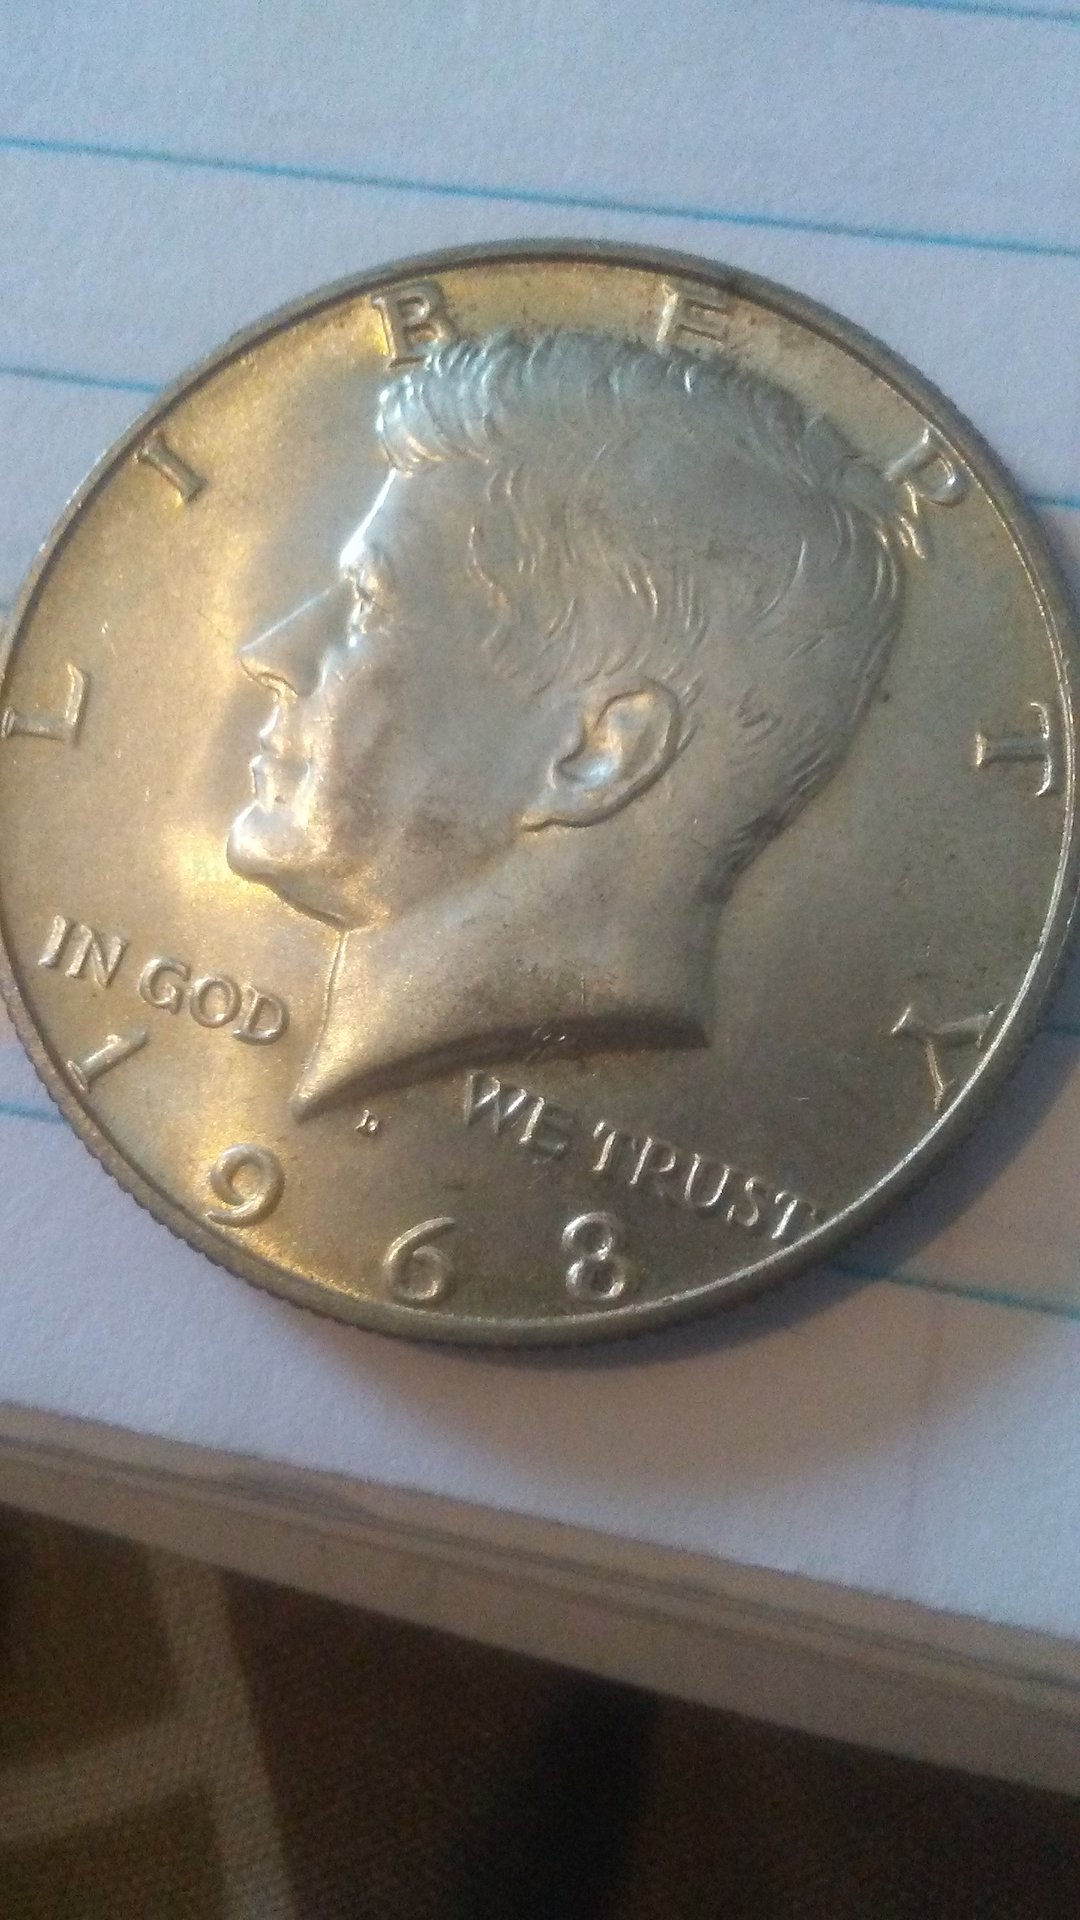 LIBERTY
IN GOD
WE TRUST
D
1968